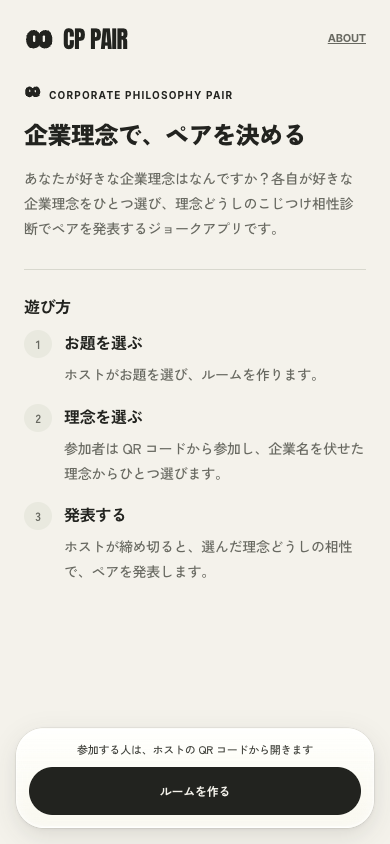 CP PAIR
ABOUT
CORPORATE PHILOSOPHY PAIR
企業理念で、ペアを決める
あなたが好きな企業理念はなんですか？各自が好きな
企業理念をひとつ選び、理念どうしのこじつけ相性診
断でペアを発表するジョークアプリです。
遊び方
1
お題を選ぶ
ホストがお題を選び、ルームを作ります。
2
理念を選ぶ
参加者は QR コードから参加し、企業名を伏せた
理念からひとつ選びます。
3
発表する
ホストが締め切ると、選んだ理念どうしの相性
で、ペアを発表します。
参加する人は、ホストの QR コードから開きます
ルームを作る